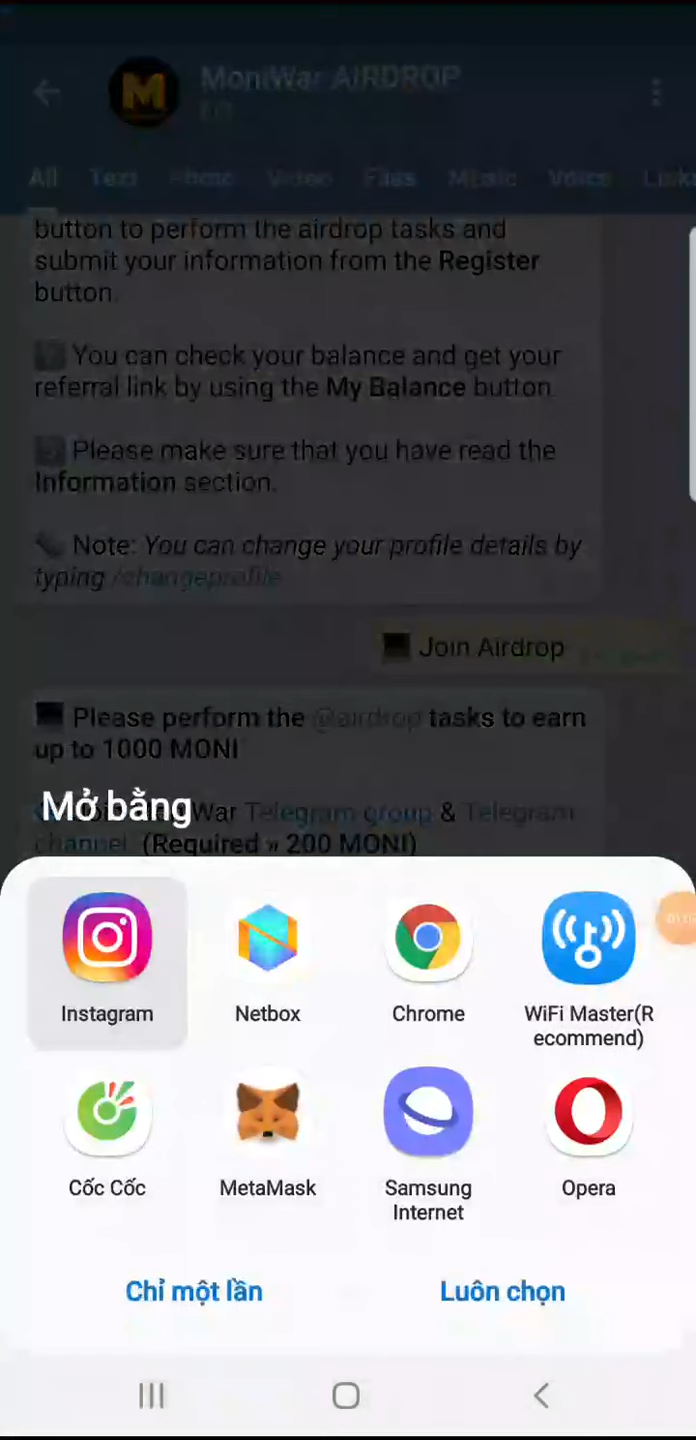 MoniWar AIRDROP
bot
All Text Photo Video Files Music Voice Links
button to perform the airdrop tasks and
submit your information from the Register
button.
You can check your balance and get your
referral link by using the My Balance button.
Please make sure that you have read the
Information section.
Note: You can change your profile details by
typing /changeprofile
Join Airdrop
Please perform the @airdrop tasks to earn
up to 1000 MONI
War Telegram group & Telegram
channel. (Required » 200 MONI)
Mở bằng
Instagram
Netbox
Chrome
WiFi Master(R
ecommend)
Cốc Cốc
MetaMask
Samsung
Internet
Opera
Chỉ một lần
Luôn chọn